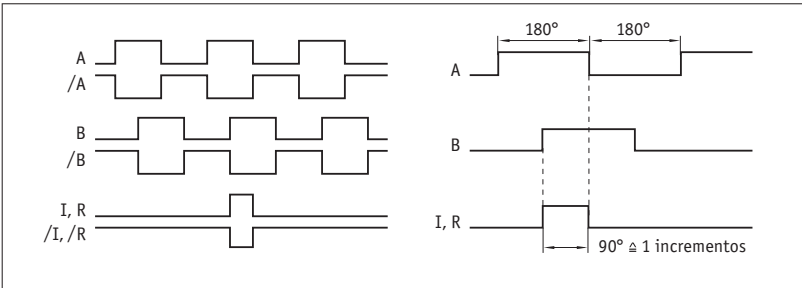 A
/A
B
/B
I, R
/I, /R
180° 180°
A
B
I, R
90° ≙ 1 incrementos